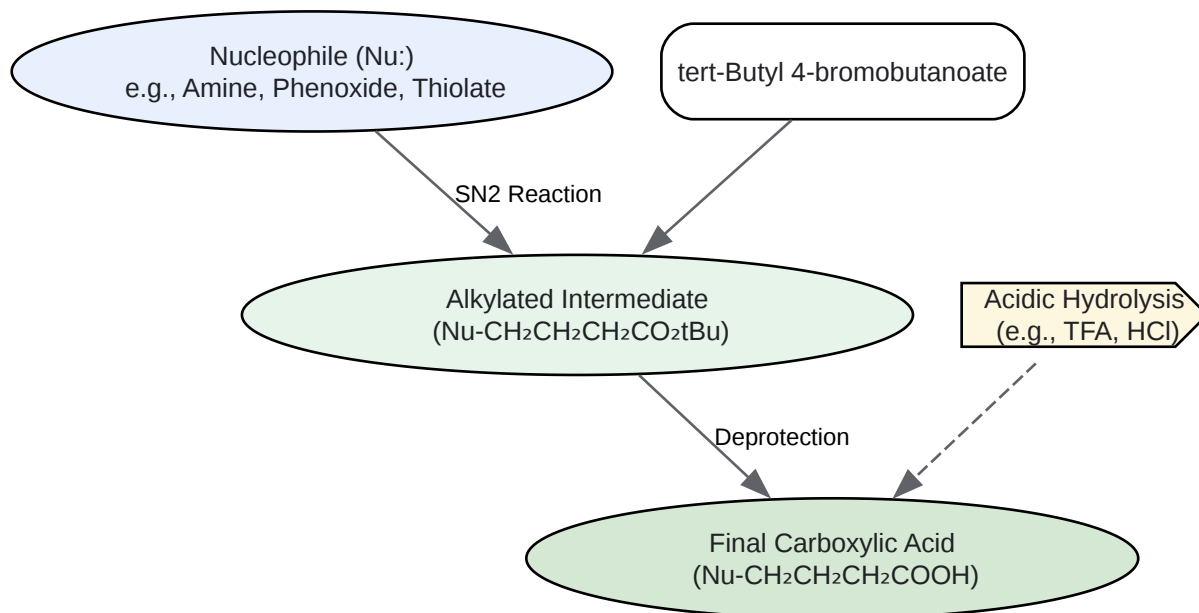 Nucleophile (Nu:)
e.g., Amine, Phenoxide, Thiolate
tert-Butyl 4-bromobutanoate
SN2 Reaction
Alkylated Intermediate
(Nu-CH₂CH₂CH₂CO₂tBu)
Acidic Hydrolysis
(e.g., TFA, HCl)
Deprotection
Final Carboxylic Acid
(Nu-CH₂CH₂CH₂COOH)